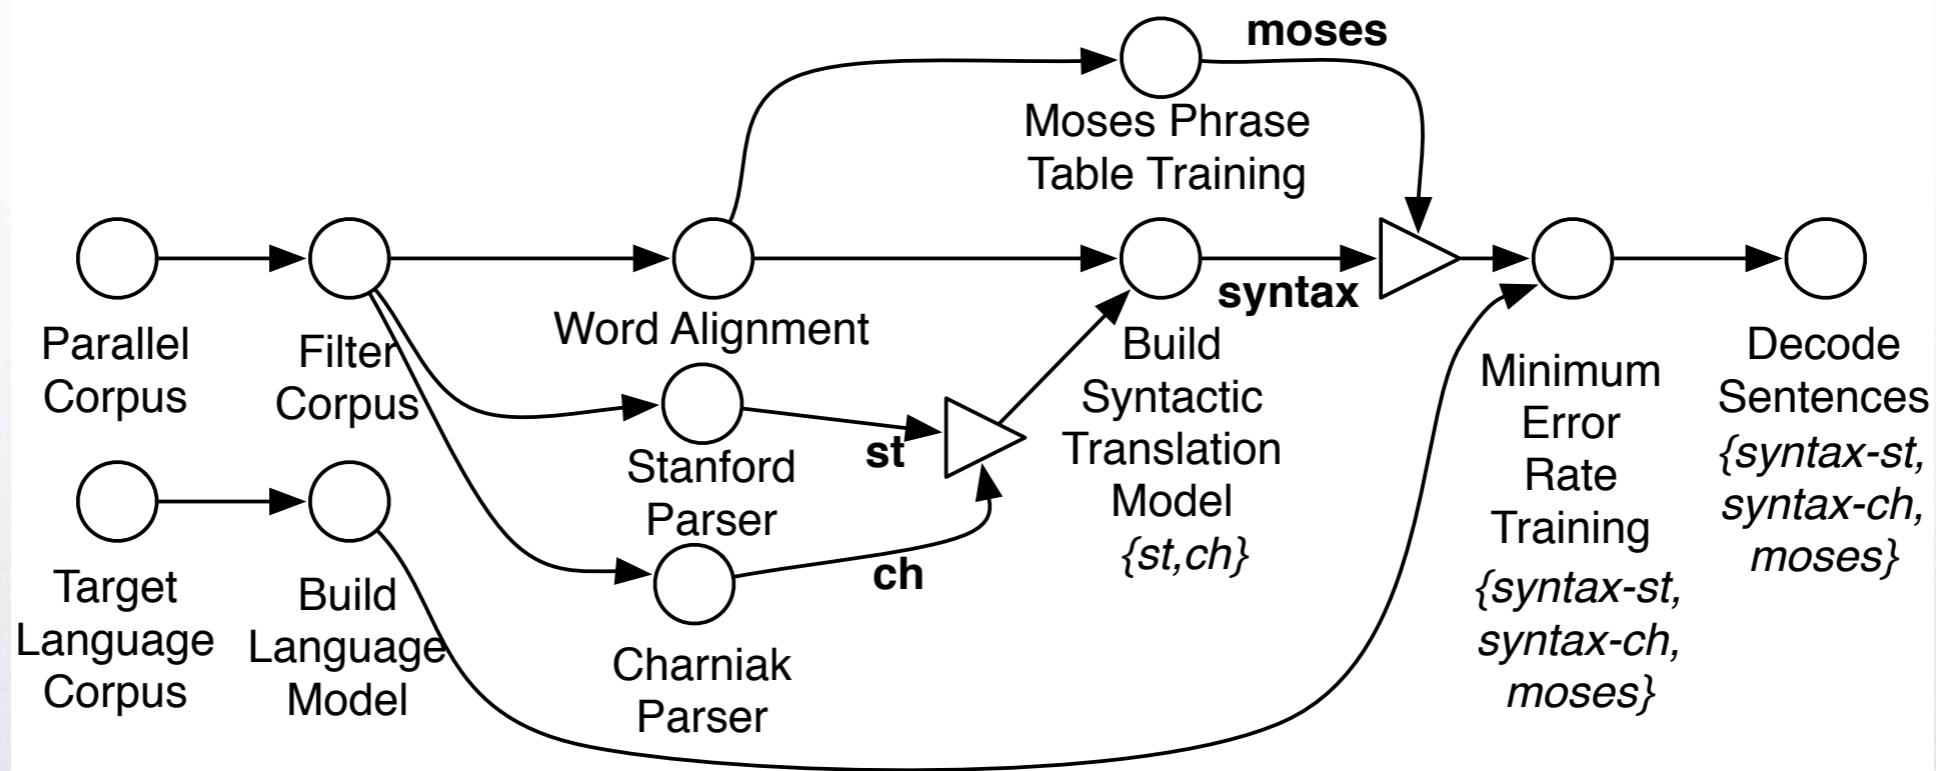 moses
Moses Phrase
Table Training
Parallel
Corpus
Filter
Corpus
Word Alignment
syntax
Build
Syntactic
Translation
Model
{st,ch}
Minimum
Error
Rate
Training
{syntax-st,
syntax-ch,
moses}
Decode
Sentences
{syntax-st,
syntax-ch,
moses}
st
Stanford
Parser
ch
Charniak
Parser
Target
Language
Corpus
Build
Language
Model